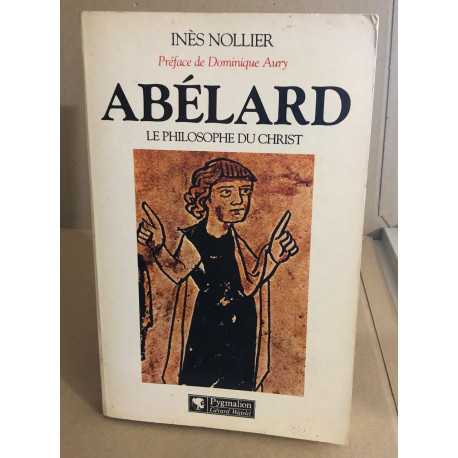 INÈS NOLLIER
Préface de Dominique Aury
ABÉLARD
LE PHILOSOPHE DU CHRIST
Pygmalion
Gérard Watelet